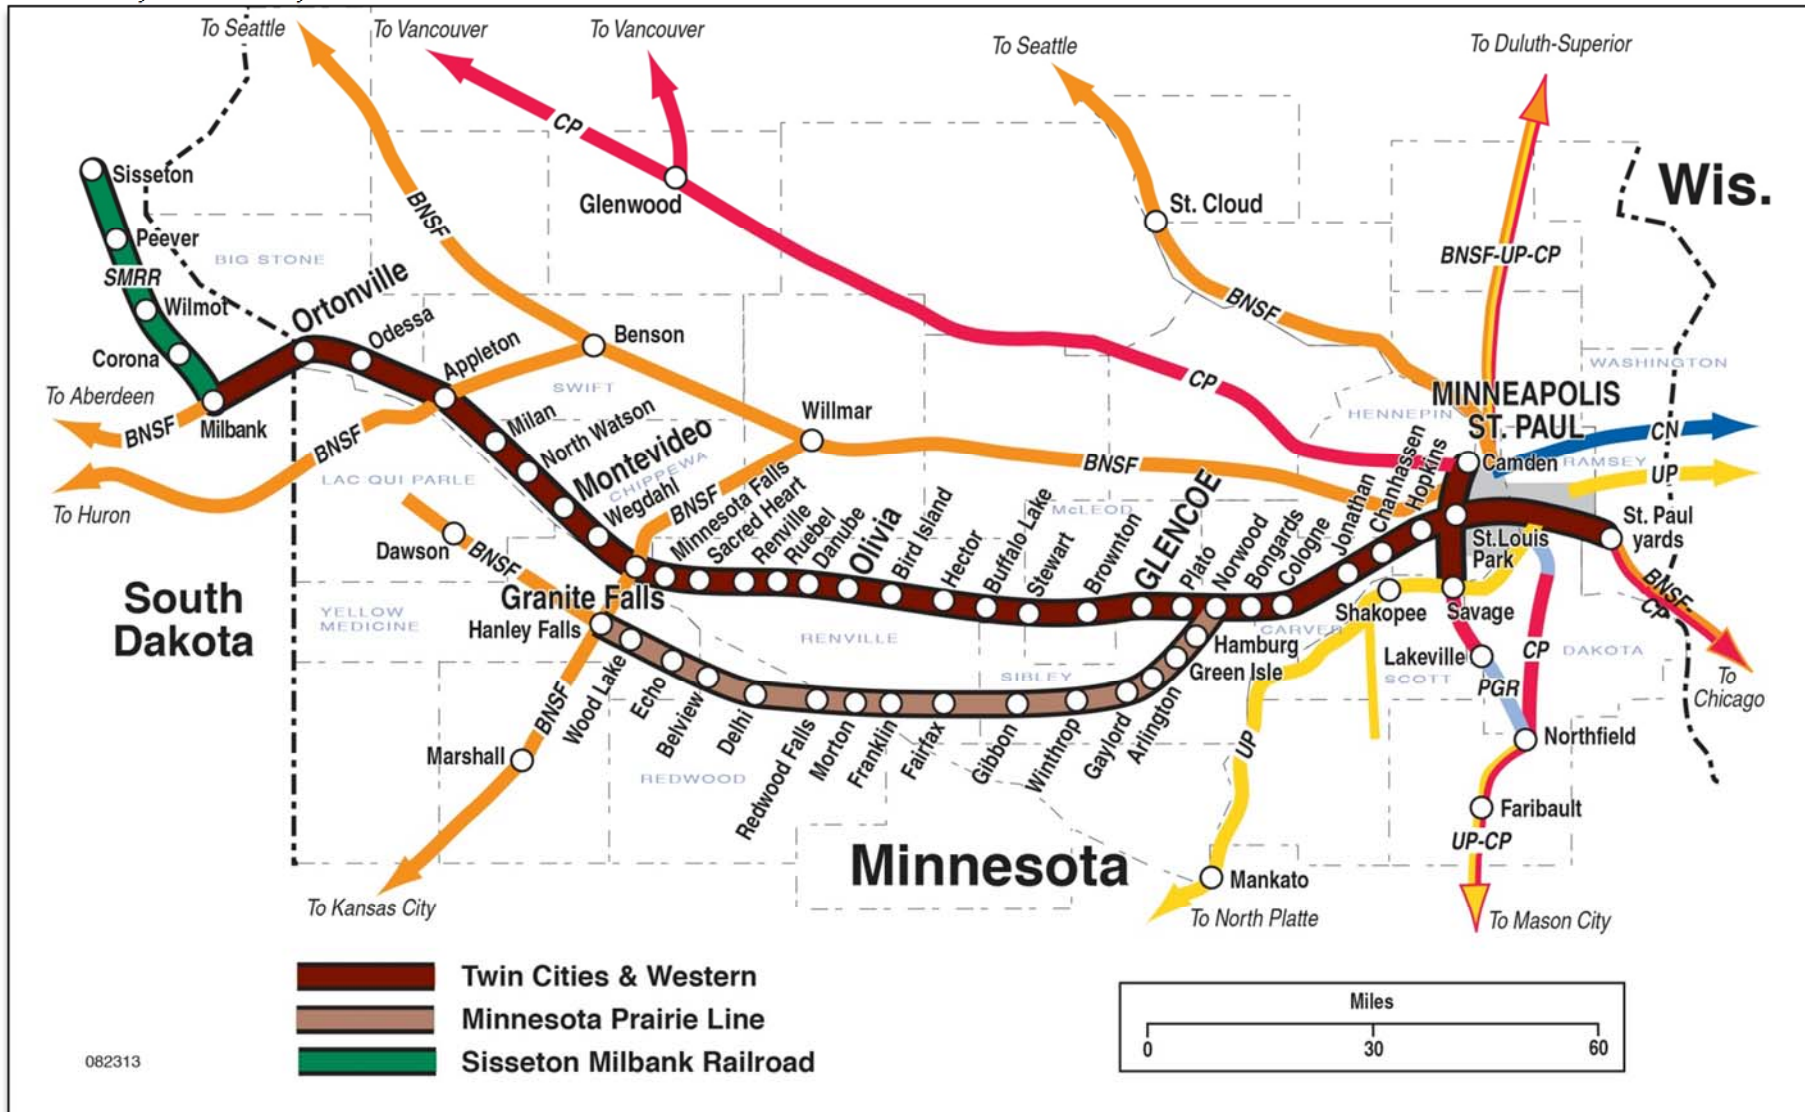 To Seattle
To Vancouver
To Vancouver
To Seattle
To Duluth-Superior
CP
Wis.
Sisseton
Glenwood
St. Cloud
BNSF
Peever
BIG STONE
SMRR
BNSF-UP-CP
Wilmot
Ortonville
BNSF
Odessa
Benson
Corona
Appleton
WASHINGTON
To Aberdeen
SWIFT
CP
MINNEAPOLIS
ST. PAUL
HENNEPIN
BNSF
Milbank
BNSF
Milan
North Watson
Willmar
CN
Montevideo
CHIPPEWA
Camden
RAMSEY
UP
LAC QUI PARLE
BNSF
To Huron
Wegdahl
BNSF
Minnesota Falls
Sacred Heart
Renville
Ruebel
Danube
Olivia
Bird Island
Hector
Buffalo Lake
Stewart
Brownton
McLEOD
GLENCOE
Plato
Norwood
Bongards
Cologne
Jonathan
Chanhassen
Hopkins
St. Paul
yards
St.Louis
Park
Dawson
BNSF
BNSF-
CP
South
Dakota
YELLOW
MEDICINE
Granite Falls
Hanley Falls
RENVILLE
CARVER
Shakopee
Savage
Hamburg
Green Isle
SIBLEY
Lakeville
SCOTT
CP
DAKOTA
PGR
To
Chicago
BNSF
Wood Lake
Echo
Belview
Delhi
Redwood Falls
Morton
Franklin
Fairfax
Gibbon
Winthrop
Gaylord
Arlington
UP
Northfield
Marshall
REDWOOD
Faribault
UP-CP
Minnesota
Mankato
To Kansas City
To North Platte
To Mason City
Twin Cities & Western
Minnesota Prairie Line
Sisseton Milbank Railroad
082313
Miles
0 30 60